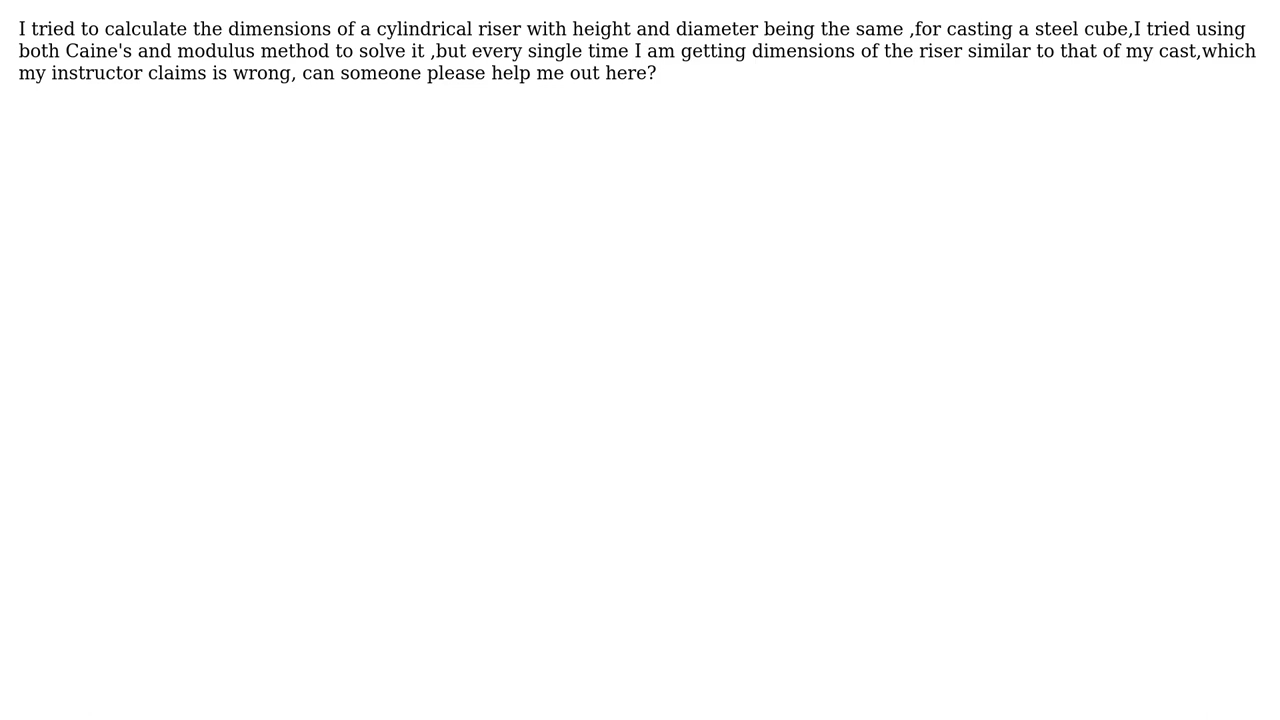 I tried to calculate the dimensions of a cylindrical riser with height and diameter being the same ,for casting a steel cube,I tried using
both Caine's and modulus method to solve it ,but every single time I am getting dimensions of the riser similar to that of my cast,which
my instructor claims is wrong, can someone please help me out here?